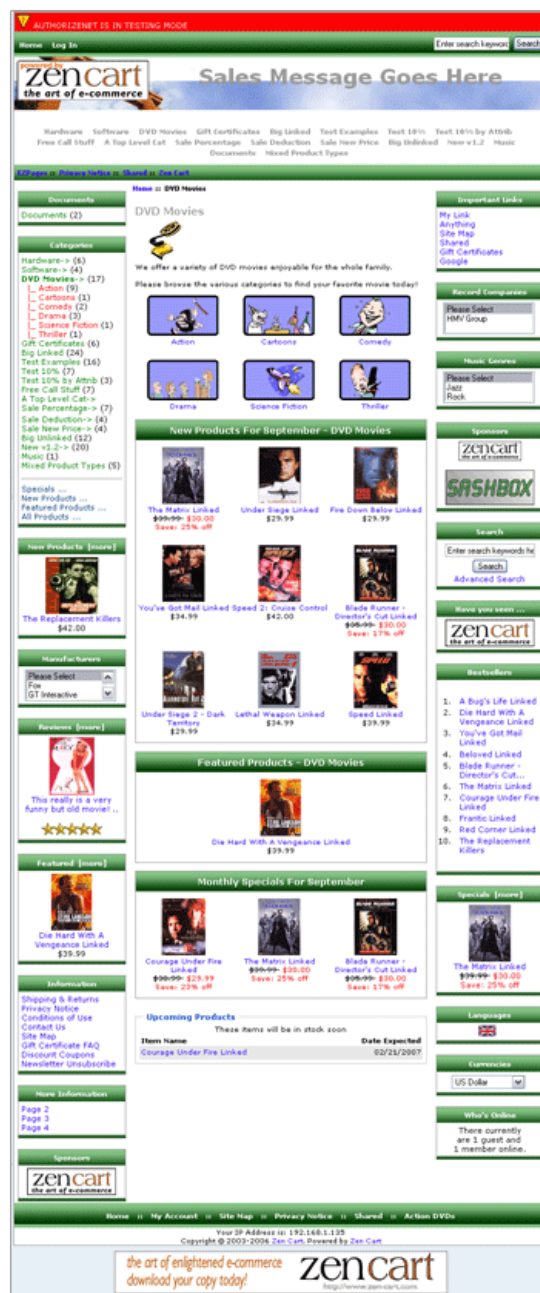 AUTHORIZENET IS IN TESTING MODE
Home Log In
Enter search keywords Search
powered by
zen cart
the art of e-commerce
Sales Message Goes Here
Hardware Software DVD Movies Gift Certificates Big Linked Test Examples Test 10% Test 10% by Attrib
Free Call Stuff A Top Level Cat Sale Percentage Sale Deduction Sale New Price Big Unlinked New v1.2 Music
Documents Mixed Product Types
EZPages :: Privacy Notice :: Shared :: Zen Cart
Documents
Documents (2)
Categories
Hardware-> (6)
Software-> (4)
DVD Movies-> (17)
|_ Action (9)
|_ Cartoons (1)
|_ Comedy (2)
|_ Drama (3)
|_ Science Fiction (1)
|_ Thriller (1)
Gift Certificates (6)
Big Linked (24)
Test Examples (16)
Test 10% (7)
Test 10% by Attrib (3)
Free Call Stuff (7)
A Top Level Cat->
Sale Percentage-> (7)
Sale Deduction-> (4)
Sale New Price-> (4)
Big Unlinked (12)
New v1.2-> (20)
Music (1)
Mixed Product Types (5)
Specials ...
New Products ...
Featured Products ...
All Products ...
New Products [more]
The Replacement Killers
$42.00
Manufacturers
Please Select
Fox
GT Interactive
Reviews [more]
This really is a very
funny but old movie! ..
Featured [more]
Die Hard With A
Vengeance Linked
$39.99
Information
Shipping & Returns
Privacy Notice
Conditions of Use
Contact Us
Site Map
Gift Certificate FAQ
Discount Coupons
Newsletter Unsubscribe
More Information
Page 2
Page 3
Page 4
Sponsors
zen cart
the art of e-commerce
Home :: DVD Movies
DVD Movies
We offer a variety of DVD movies enjoyable for the whole family.
Please browse the various categories to find your favorite movie today!
Action Cartoons Comedy
Drama Science Fiction Thriller
New Products For September - DVD Movies
The Matrix Linked
$39.99 $30.00
Save: 25% off
Under Siege Linked
$29.99
Fire Down Below Linked
$29.99
You've Got Mail Linked
$34.99
Speed 2: Cruise Control
$42.00
Blade Runner -
Director's Cut Linked
$35.99 $30.00
Save: 17% off
Under Siege 2 - Dark
Territory
$29.99
Lethal Weapon Linked
$34.99
Speed Linked
$39.99
Featured Products - DVD Movies
Die Hard With A Vengeance Linked
$39.99
Monthly Specials For September
Courage Under Fire
Linked
$38.99 $29.99
Save: 23% off
The Matrix Linked
$39.99 $30.00
Save: 25% off
Blade Runner -
Director's Cut Linked
$35.99 $30.00
Save: 17% off
Upcoming Products
These items will be in stock soon
Item Name Date Expected
Courage Under Fire Linked 02/21/2007
Important Links
My Link
Anything
Site Map
Shared
Gift Certificates
Google
Record Companies
Please Select
HMV Group
Music Genres
Please Select
Jazz
Rock
Sponsors
zen cart
the art of e-commerce
SASHBOX
Search
Enter search keywords he
Search
Advanced Search
Have you seen ...
zen cart
the art of e-commerce
Bestsellers
1. A Bug's Life Linked
2. Die Hard With A
Vengeance Linked
3. You've Got Mail
Linked
4. Beloved Linked
5. Blade Runner -
Director's Cut...
6. The Matrix Linked
7. Courage Under Fire
Linked
8. Frantic Linked
9. Red Corner Linked
10. The Replacement
Killers
Specials [more]
The Matrix Linked
$39.99 $30.00
Save: 25% off
Languages
Currencies
US Dollar
Who's Online
There currently
are 1 guest and
1 member online.
Home :: My Account :: Site Map :: Privacy Notice :: Shared :: Action DVDs
Your IP Address is: 192.168.1.135
Copyright © 2003-2006 Zen Cart. Powered by Zen Cart
the art of enlightened e-commerce
download your copy today!
zen cart
http://www.zen-cart.com